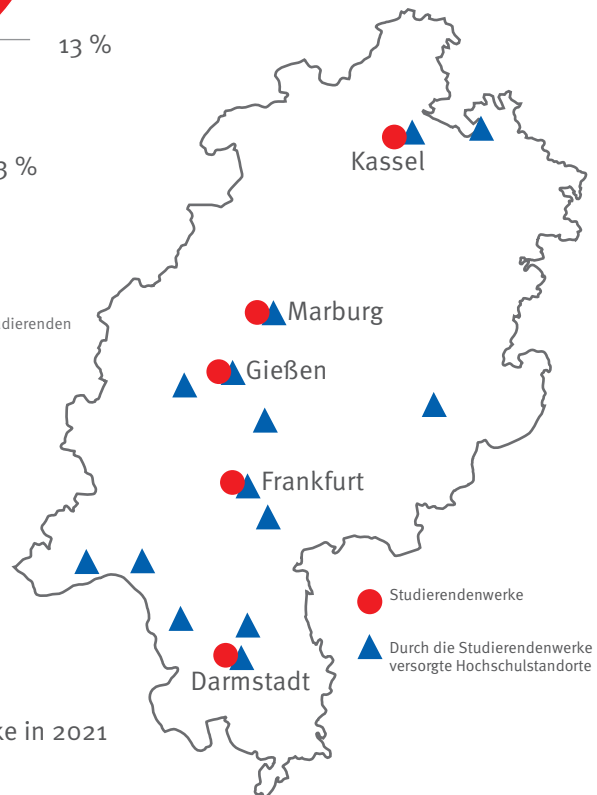 13 %
3 %
dierenden
Kassel
Marburg
Gießen
Frankfurt
Studierendenwerke
Durch die Studierendenwerke
versorgte Hochschulstandorte
Darmstadt
ke in 2021